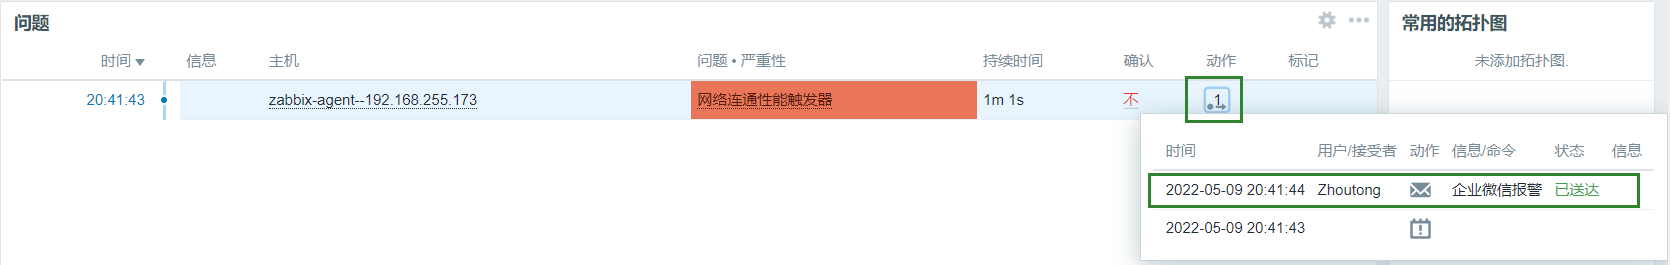 问题
常用的拓扑图
时间 信息 主机 问题 • 严重性 持续时间 确认 动作 标记
未添加拓扑图.
20:41:43 zabbix-agent--192.168.255.173 网络连通性能触发器 1m 1s 不 1
时间 用户/接受者 动作 信息/命令 状态 信息
2022-05-09 20:41:44 Zhoutong 企业微信报警 已送达
2022-05-09 20:41:43